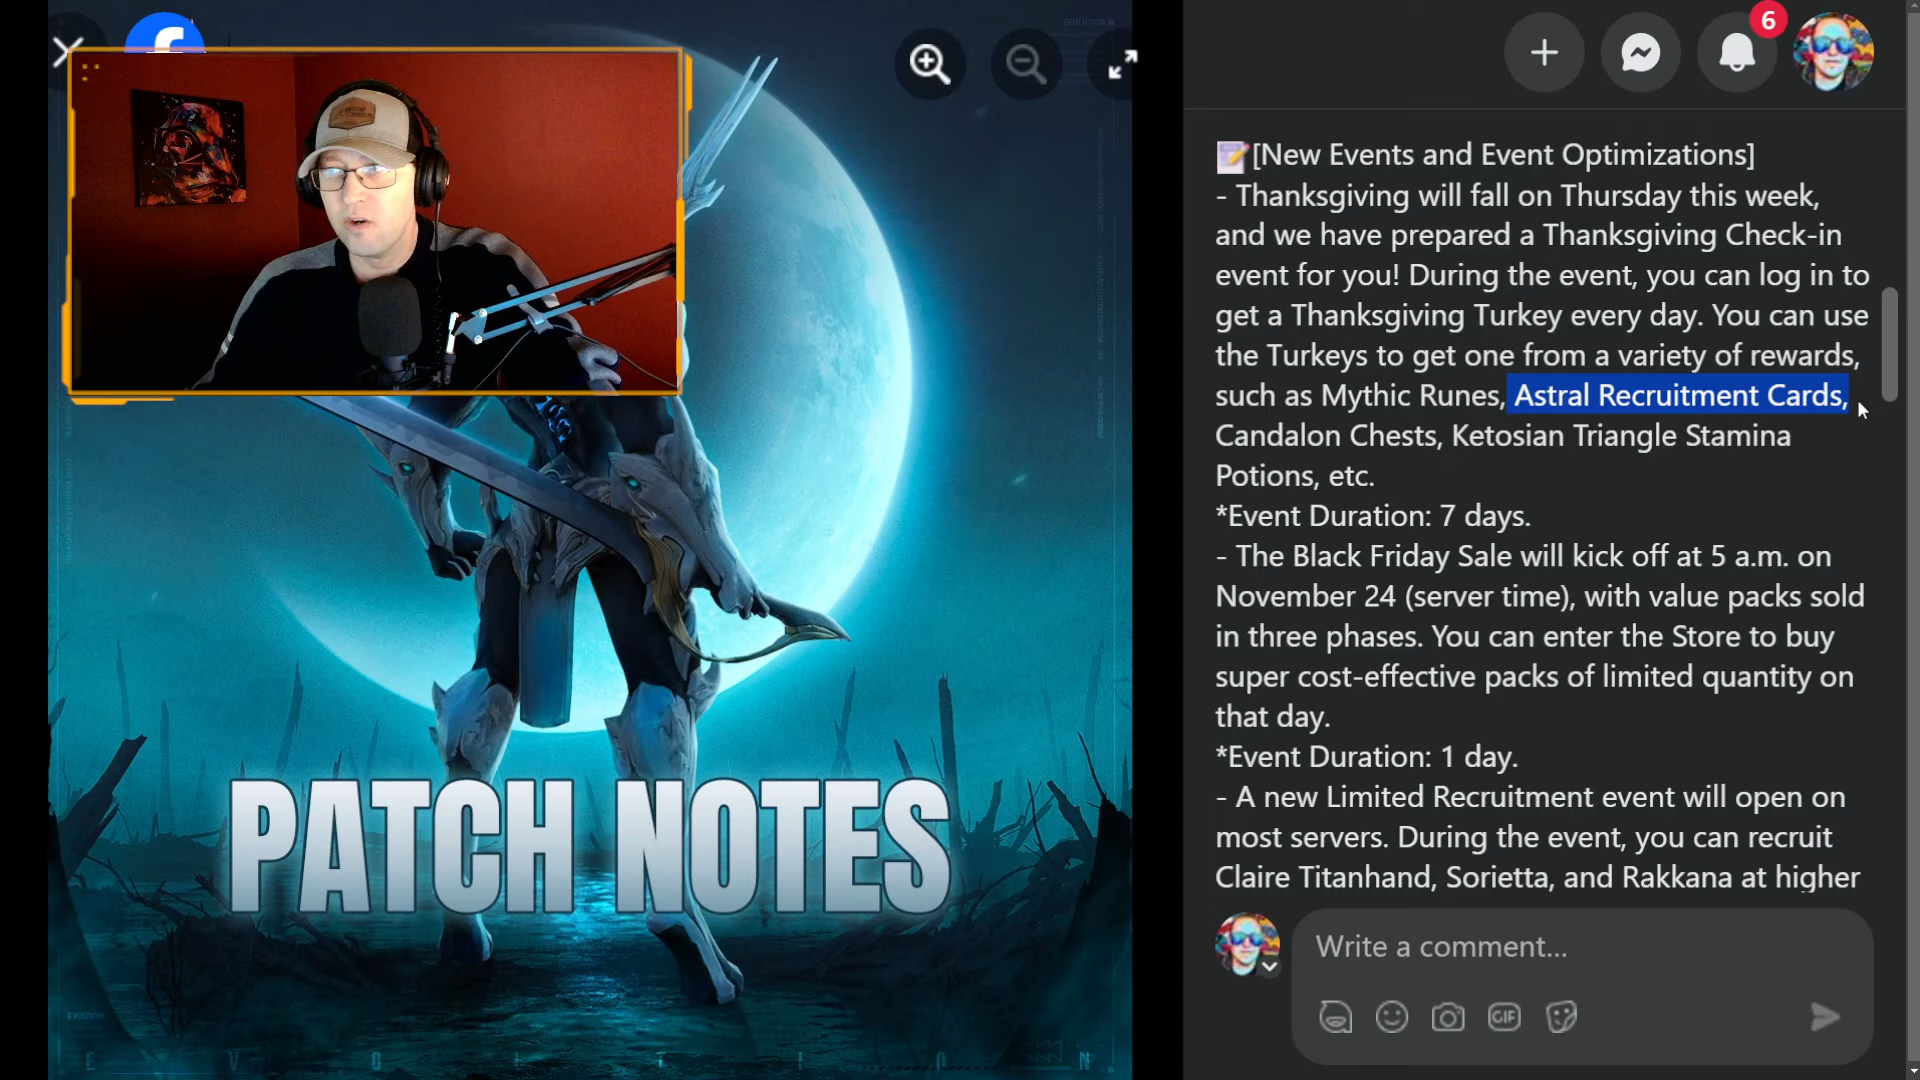 EVOLUTION
6
📝[New Events and Event Optimizations]
- Thanksgiving will fall on Thursday this week,
and we have prepared a Thanksgiving Check-in
event for you! During the event, you can log in to
get a Thanksgiving Turkey every day. You can use
the Turkeys to get one from a variety of rewards,
such as Mythic Runes, Astral Recruitment Cards,
Candalon Chests, Ketosian Triangle Stamina
Potions, etc.
*Event Duration: 7 days.
- The Black Friday Sale will kick off at 5 a.m. on
November 24 (server time), with value packs sold
in three phases. You can enter the Store to buy
super cost-effective packs of limited quantity on
that day.
*Event Duration: 1 day.
- A new Limited Recruitment event will open on
most servers. During the event, you can recruit
Claire Titanhand, Sorietta, and Rakkana at higher
PATCH NOTES
Write a comment...
GIF
EVOLUTION